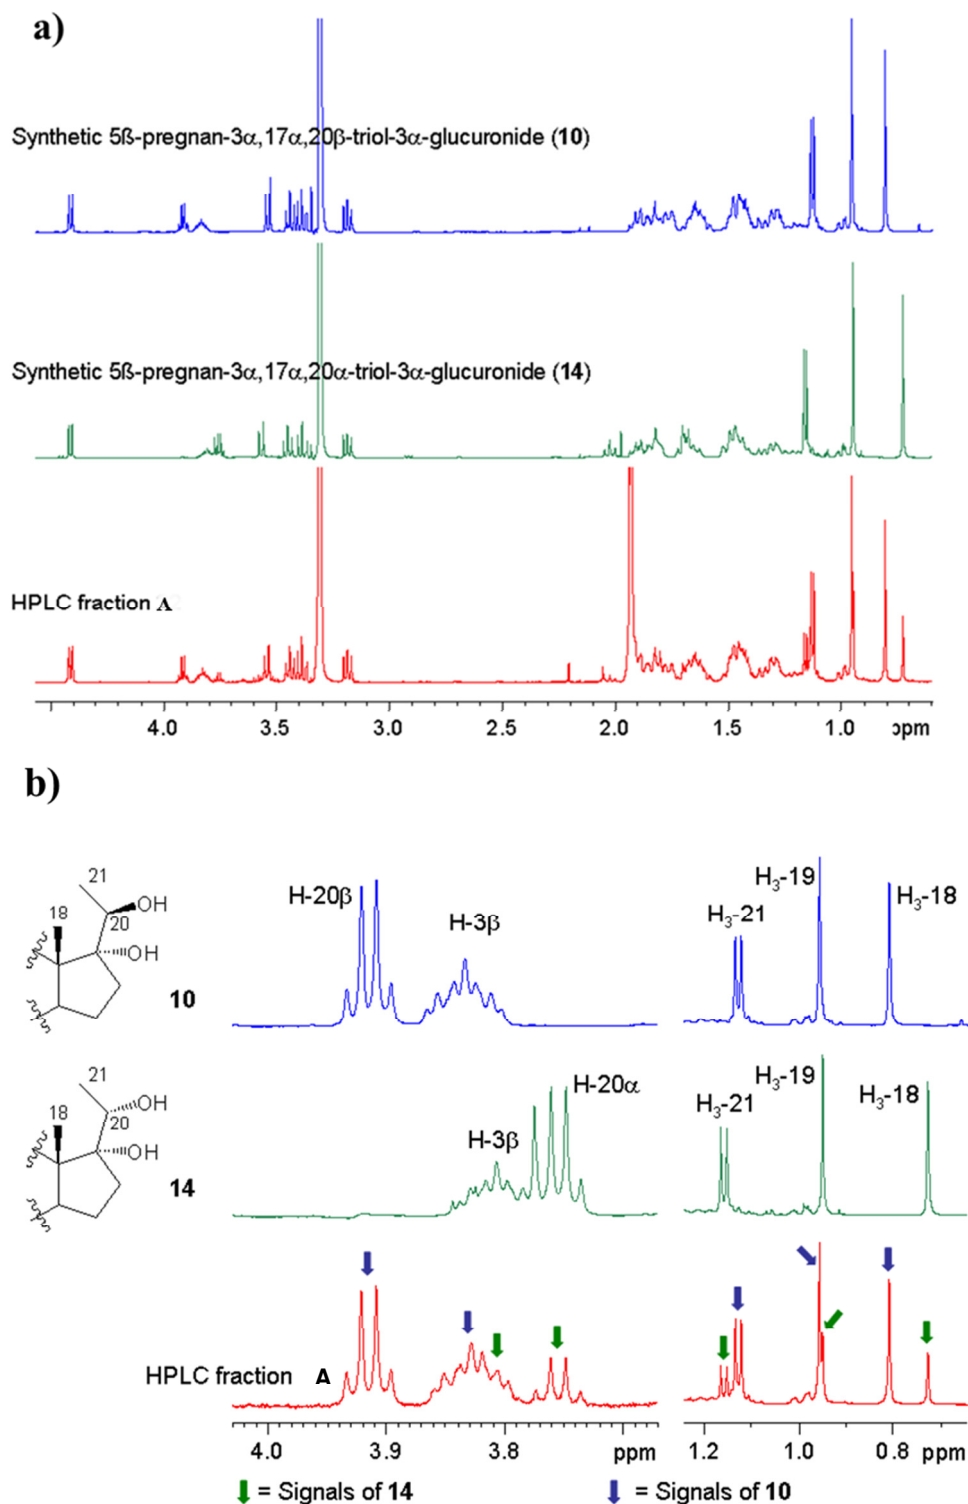 a)
Synthetic 5ß-pregnan-3α,17α,20β-triol-3α-glucuronide (10)
Synthetic 5ß-pregnan-3α,17α,20α-triol-3α-glucuronide (14)
HPLC fraction A
4.0 3.5 3.0 2.5 2.0 1.5 1.0 ppm
b)
21
18
OH
20
OH
10
H-20β
H-3β
H3-21
H3-19
H3-18
21
18
OH
20
OH
14
H-3β
H-20α
H3-21
H3-19
H3-18
HPLC fraction A
4.0 3.9 3.8 ppm 1.2 1.0 0.8 ppm
= Signals of 14 = Signals of 10